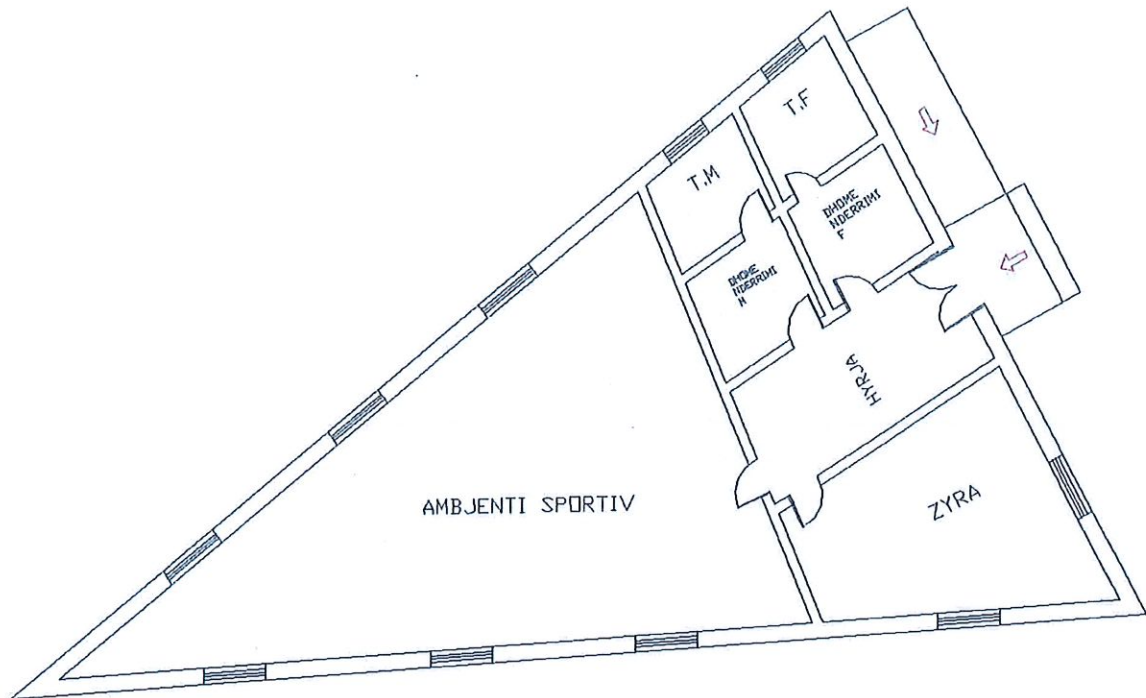 T.F
T.M
DHOME
NDERRIMI
F
DHOME
NDERRIMI
M
HYRJA
AMBJENTI SPORTIV
ZYRA